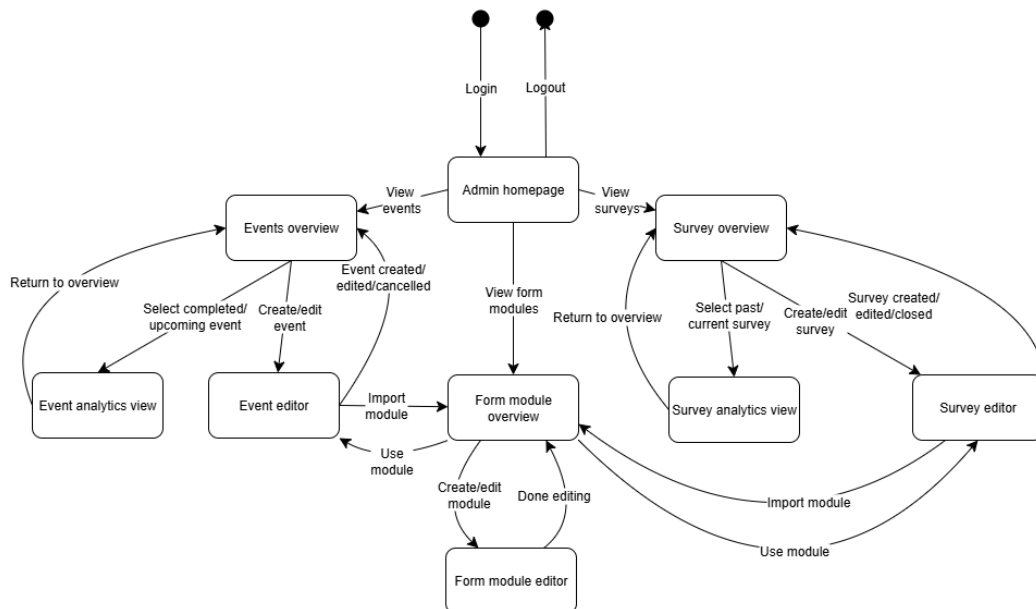 Login
Logout
Admin homepage
View
events
View
surveys
Events overview
Survey overview
Return to overview
Event created/
edited/cancelled
View form
modules
Select completed/
upcoming event
Create/edit
event
Return to overview
Select past/
current survey
Create/edit
survey
Survey created/
edited/closed
Event analytics view
Event editor
Import
module
Form module
overview
Survey analytics view
Survey editor
Use
module
Create/edit
module
Done editing
Import module
Use module
Form module editor